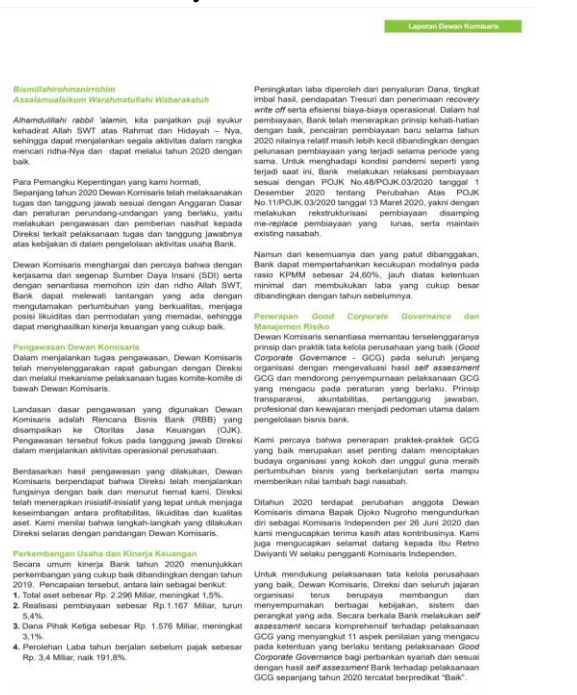 Laporan Dewan Komisaris
Bismillahirohmanirrohim
Assalamualaikum Warahmatullahi Wabarakatuh
Alhamdulillahi rabbil 'alamin, kita panjatkan puji syukur
kehadirat Allah SWT atas Rahmat dan Hidayah – Nya,
sehingga dapat menjalankan segala aktivitas dalam rangka
mencari ridha-Nya dan dapat melalui tahun 2020 dengan
baik.
Para Pemangku Kepentingan yang kami hormati,
Sepanjang tahun 2020 Dewan Komisaris telah melaksanakan
tugas dan tanggung jawab sesuai dengan Anggaran Dasar
dan peraturan perundang-undangan yang berlaku, yaitu
melakukan pengawasan dan pemberian nasihat kepada
Direksi terkait pelaksanaan tugas dan tanggung jawabnya
atas kebijakan di dalam pengelolaan aktivitas usaha Bank.
Dewan Komisaris menghargai dan percaya bahwa dengan
kerjasama dari segenap Sumber Daya Insani (SDI) serta
dengan senantiasa memohon izin dan ridho Allah SWT,
Bank dapat melewati tantangan yang ada dengan
mengutamakan pertumbuhan yang berkualitas, menjaga
posisi likuiditas dan permodalan yang memadai, sehingga
dapat menghasilkan kinerja keuangan yang cukup baik.
Pengawasan Dewan Komisaris
Dalam menjalankan tugas pengawasan, Dewan Komisaris
telah menyelenggarakan rapat gabungan dengan Direksi
dan melalui mekanisme pelaksanaan tugas komite-komite di
bawah Dewan Komisaris.
Landasan dasar pengawasan yang digunakan Dewan
Komisaris adalah Rencana Bisnis Bank (RBB) yang
disampaikan ke Otoritas Jasa Keuangan (OJK).
Pengawasan tersebut fokus pada tanggung jawab Direksi
dalam menjalankan aktivitas operasional perusahaan.
Berdasarkan hasil pengawasan yang dilakukan, Dewan
Komisaris berpendapat bahwa Direksi telah menjalankan
fungsinya dengan baik dan menurut hemat kami, Direksi
telah menerapkan inisiatif-inisiatif yang tepat untuk menjaga
keseimbangan antara profitabilitas, likuiditas dan kualitas
aset. Kami menilai bahwa langkah-langkah yang dilakukan
Direksi selaras dengan pandangan Dewan Komisaris.
Perkembangan Usaha dan Kinerja Keuangan
Secara umum kinerja Bank tahun 2020 menunjukkan
perkembangan yang cukup baik dibandingkan dengan tahun
2019. Pencapaian tersebut, antara lain sebagai berikut:
1. Total aset sebesar Rp. 2.296 Miliar, meningkat 1,5%.
2. Realisasi pembiayaan sebesar Rp.1.167 Miliar, turun
5,4%.
3. Dana Pihak Ketiga sebesar Rp. 1.576 Miliar, meningkat
3,1%.
4. Perolehan Laba tahun berjalan sebelum pajak sebesar
Rp. 3,4 Miliar, naik 191,8%.
Peningkatan laba diperoleh dari penyaluran Dana, tingkat
imbal hasil, pendapatan Tresuri dan penerimaan recovery
write off serta efisiensi biaya-biaya operasional. Dalam hal
pembiayaan, Bank telah menerapkan prinsip kehati-hatian
dengan baik, pencairan pembiayaan baru selama tahun
2020 nilainya relatif masih lebih kecil dibandingkan dengan
pelunasan pembiayaan yang terjadi selama periode yang
sama. Untuk menghadapi kondisi pandemi seperti yang
terjadi saat ini, Bank melakukan relaksasi pembiayaan
sesuai dengan POJK No.48/POJK.03/2020 tanggal 1
Desember 2020 tentang Perubahan Atas POJK
No.11/POJK.03/2020 tanggal 13 Maret 2020, yakni dengan
melakukan rekstrukturisasi pembiayaan disamping
me-replace pembiayaan yang lunas, serta maintain
existing nasabah.
Namun dari kesemuanya dan yang patut dibanggakan,
Bank dapat mempertahankan kecukupan modalnya pada
rasio KPMM sebesar 24,60%, jauh diatas ketentuan
minimal dan membukukan laba yang cukup besar
dibandingkan dengan tahun sebelumnya.
Penerapan Good Corporate Governance dan
Manajemen Risiko
Dewan Komisaris senantiasa memantau terselenggaranya
prinsip dan praktik tata kelola perusahaan yang baik (Good
Corporate Governance - GCG) pada seluruh jenjang
organisasi dengan mengevaluasi hasil self assessment
GCG dan mendorong penyempurnaan pelaksanaan GCG
yang mengacu pada peraturan yang berlaku. Prinsip
transparansi, akuntabilitas, pertanggung jawaban,
profesional dan kewajaran menjadi pedoman utama dalam
pengelolaan bisnis bank.
Kami percaya bahwa penerapan praktek-praktek GCG
yang baik merupakan aset penting dalam menciptakan
budaya organisasi yang kokoh dan unggul guna meraih
pertumbuhan bisnis yang berkelanjutan serta mampu
memberikan nilai tambah bagi nasabah.
Ditahun 2020 terdapat perubahan anggota Dewan
Komisaris dimana Bapak Djoko Nugroho mengundurkan
diri sebagai Komisaris Independen per 26 Juni 2020 dan
kami mengucapkan terima kasih atas kontribusinya. Kami
juga mengucapkan selamat datang kepada Ibu Retno
Dwiyanti W selaku pengganti Komisaris Independen.
Untuk mendukung pelaksanaan tata kelola perusahaan
yang baik, Dewan Komisaris, Direksi dan seluruh jajaran
organisasi terus berupaya membangun dan
menyempurnakan berbagai kebijakan, sistem dan
perangkat yang ada. Secara berkala Bank melakukan self
assessment secara komprehensif terhadap pelaksanaan
GCG yang menyangkut 11 aspek penilaian yang mengacu
pada ketentuan yang berlaku tentang pelaksanaan Good
Corporate Governance bagi perbankan syariah dan sesuai
dengan hasil self assessment Bank terhadap pelaksanaan
GCG sepanjang tahun 2020 tercatat berpredikat "Baik".